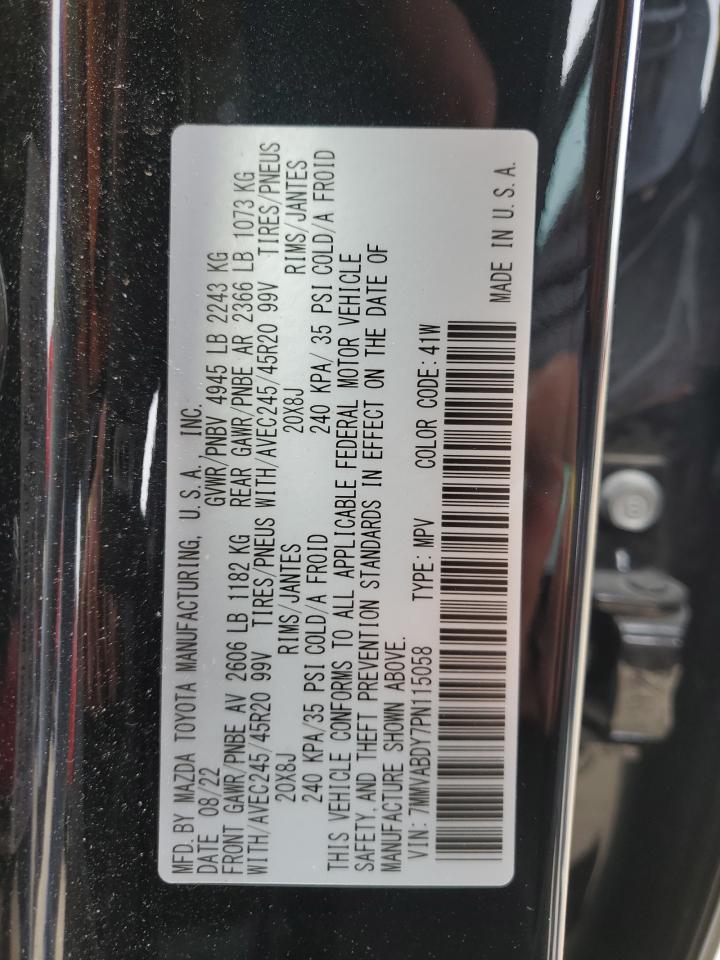 MFD. BY MAZDA TOYOTA MANUFACTURING, U. S. A. INC.
DATE 08/22 GVWR/PNBV 4945 LB 2243 KG
FRONT GAWR/PNBE AV 2606 LB 1182 KG REAR GAWR/PNBE AR 2366 LB 1073 KG
WITH/AVEC245/45R20 99V TIRES/PNEUS WITH/AVEC245/45R20 99V TIRES/PNEUS
20X8J RIMS/JANTES 20X8J RIMS/JANTES
240 KPA/35 PSI COLD/A FROID 240 KPA/ 35 PSI COLD/A FROID
THIS VEHICLE CONFORMS TO ALL APPLICABLE FEDERAL MOTOR VEHICLE
SAFETY, AND THEFT PREVENTION STANDARDS IN EFFECT ON THE DATE OF
MANUFACTURE SHOWN ABOVE.
VIN: 7MMVABDY7PN115058 TYPE: MPV COLOR CODE: 41W
MADE IN U. S. A.